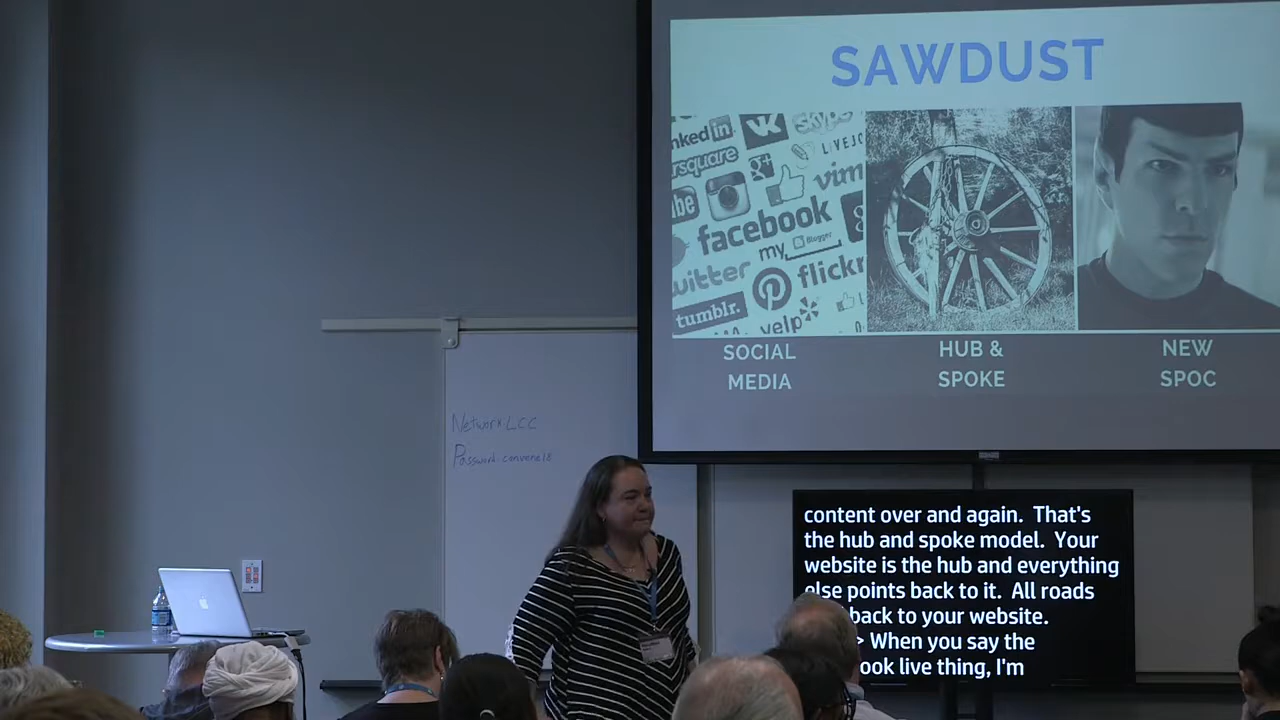 SAWDUST
linkedin
VK
skype
foursquare
g+
LIVEJO
Tube
vim
facebook
my
Blogger
twitter
flickr
tumblr.
yelp
SOCIAL
MEDIA
HUB &
SPOKE
NEW
SPOC
Network: LCC
Password: convene18
content over and again. That's
the hub and spoke model. Your
website is the hub and everything
else points back to it. All roads
back to your website.
> When you say the
ook live thing, I'm